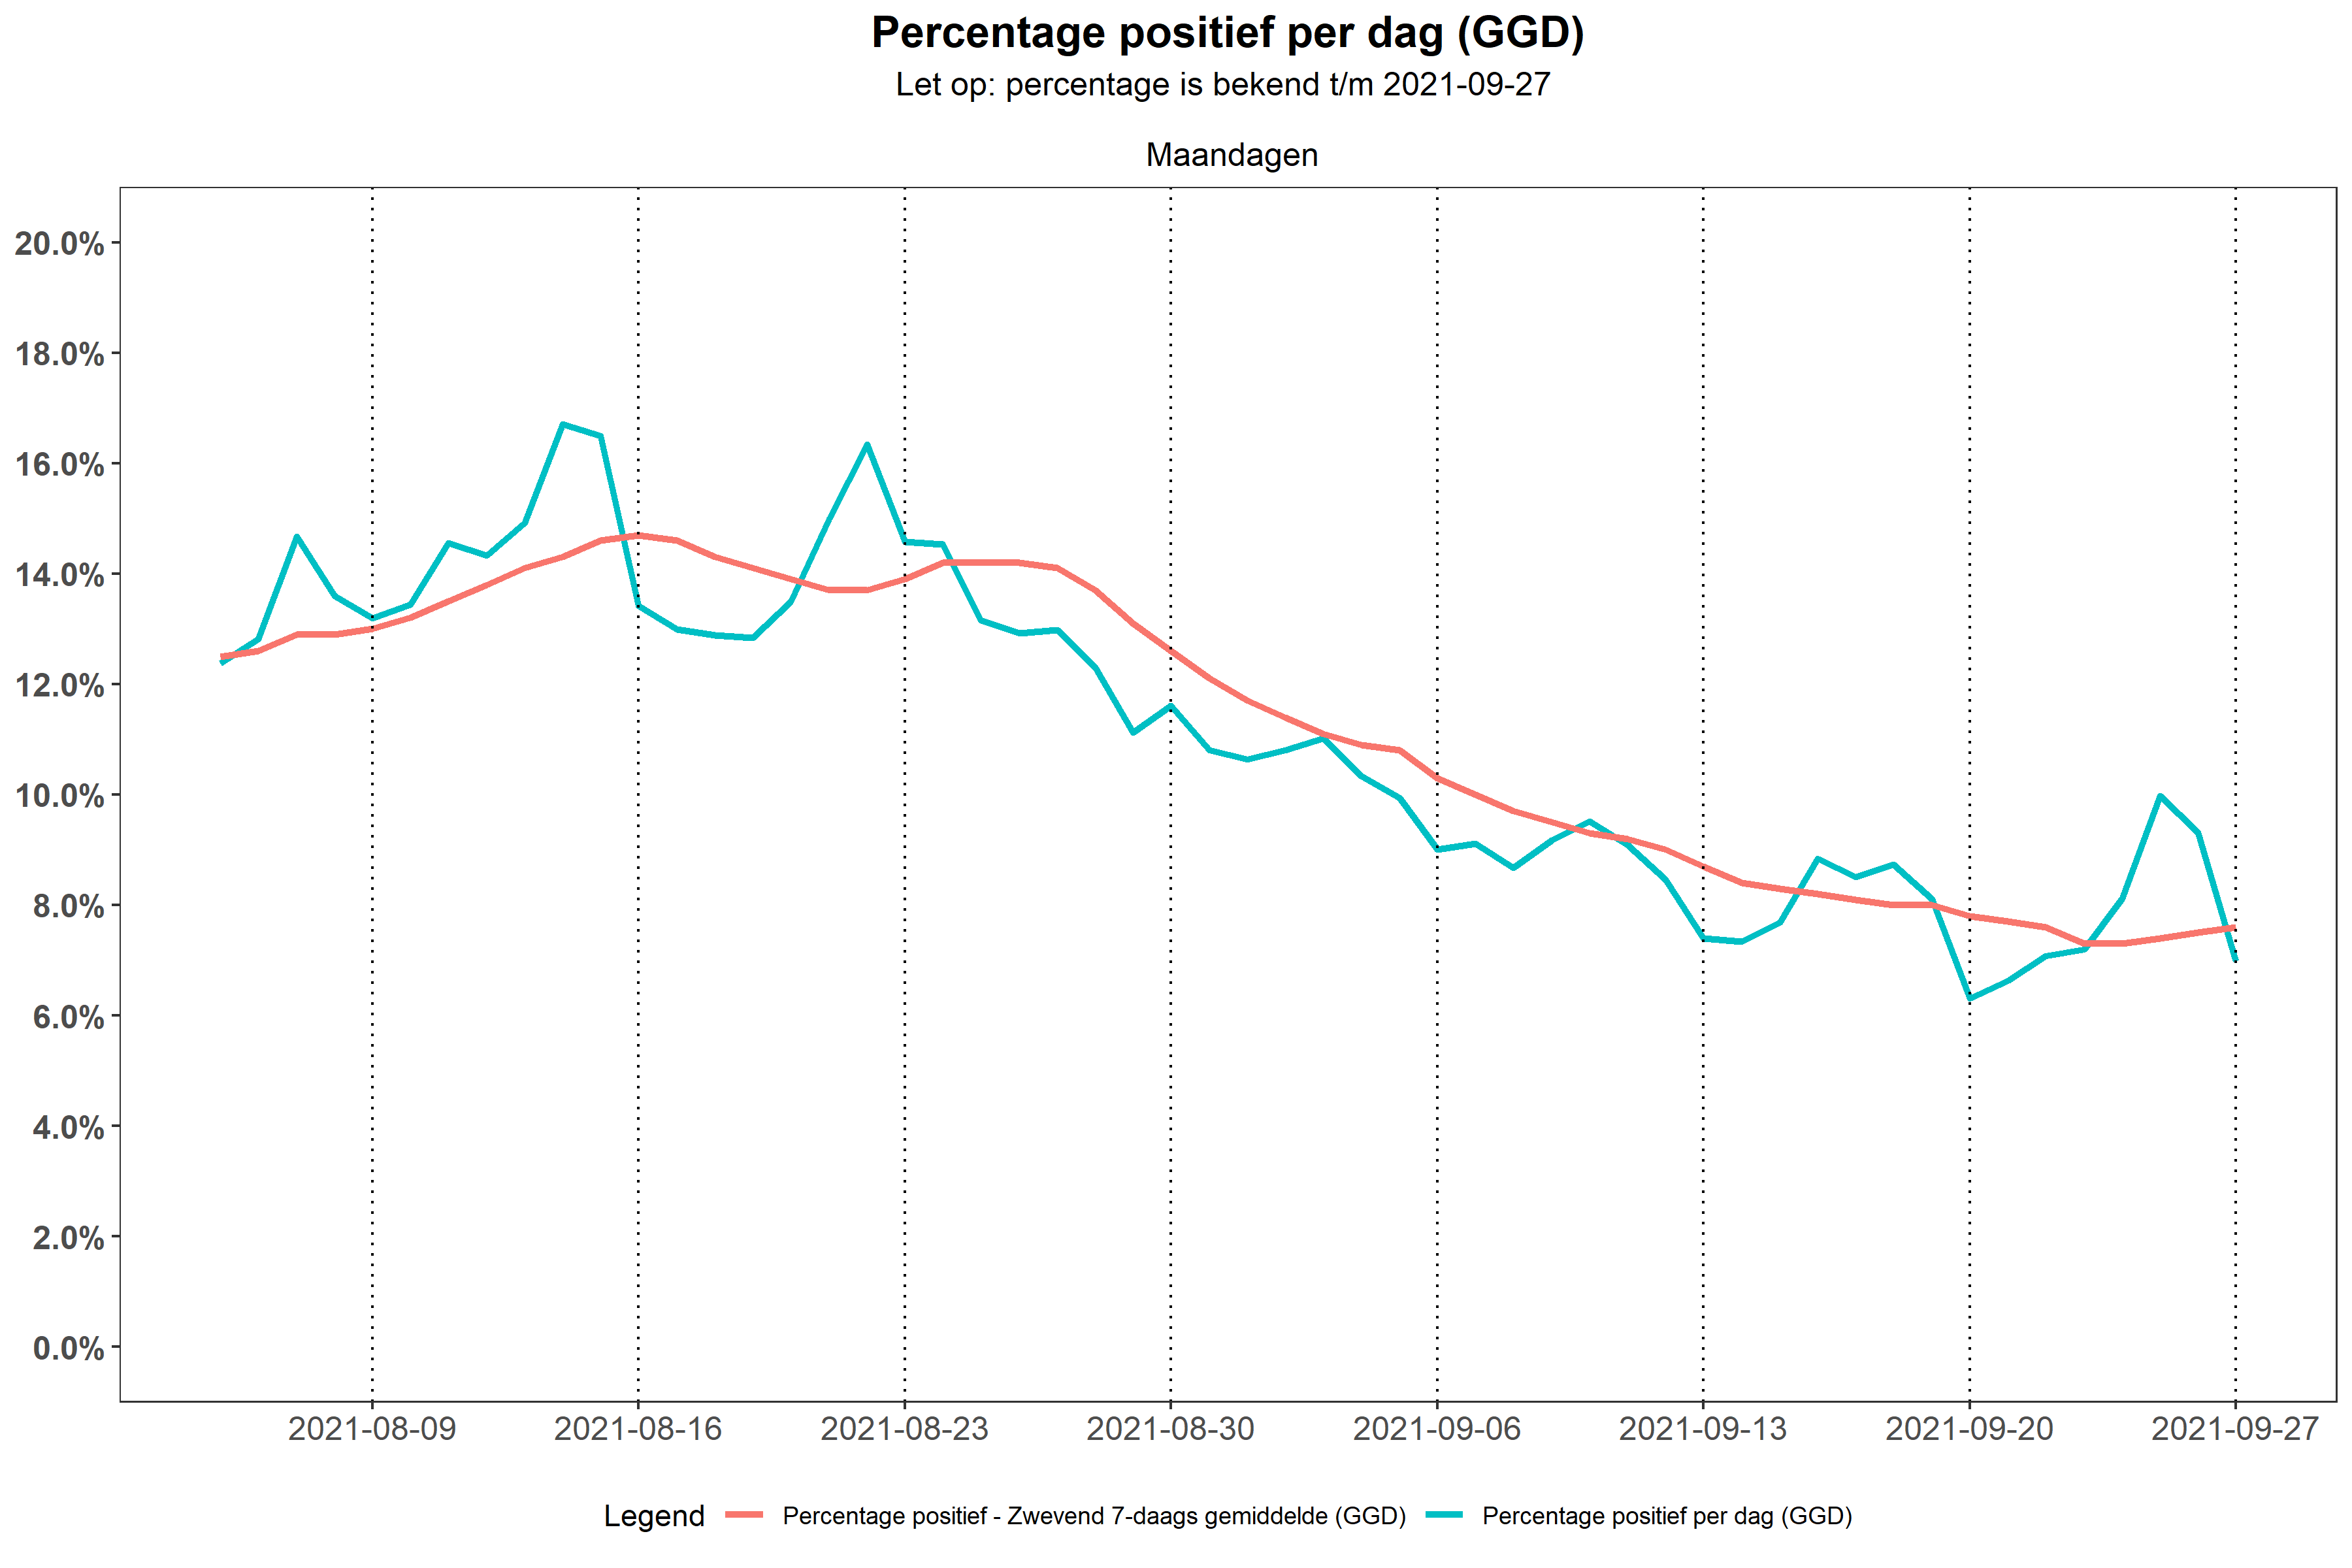 Percentage positief per dag (GGD)
Let op: percentage is bekend t/m 2021-09-27
Maandagen
20.0%
18.0%
16.0%
14.0%
12.0%
10.0%
8.0%
6.0%
4.0%
2.0%
0.0%
2021-08-09 2021-08-16 2021-08-23 2021-08-30 2021-09-06 2021-09-13 2021-09-20 2021-09-27
Legend Percentage positief - Zwevend 7-daags gemiddelde (GGD) Percentage positief per dag (GGD)